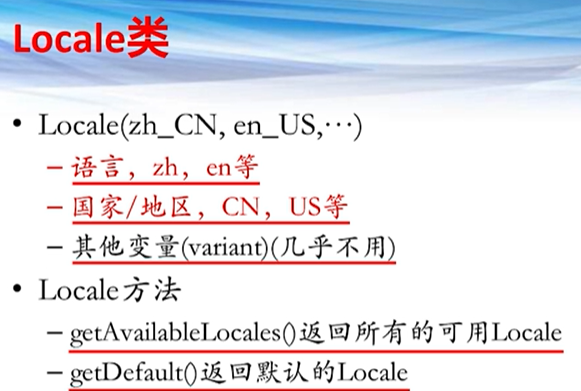 Locale类
• Locale(zh_CN, en_US,…)
– 语言，zh，en等
– 国家/地区，CN，US等
– 其他变量(variant)(几乎不用)
• Locale方法
– getAvailableLocales()返回所有的可用Locale
– getDefault()返回默认的Locale